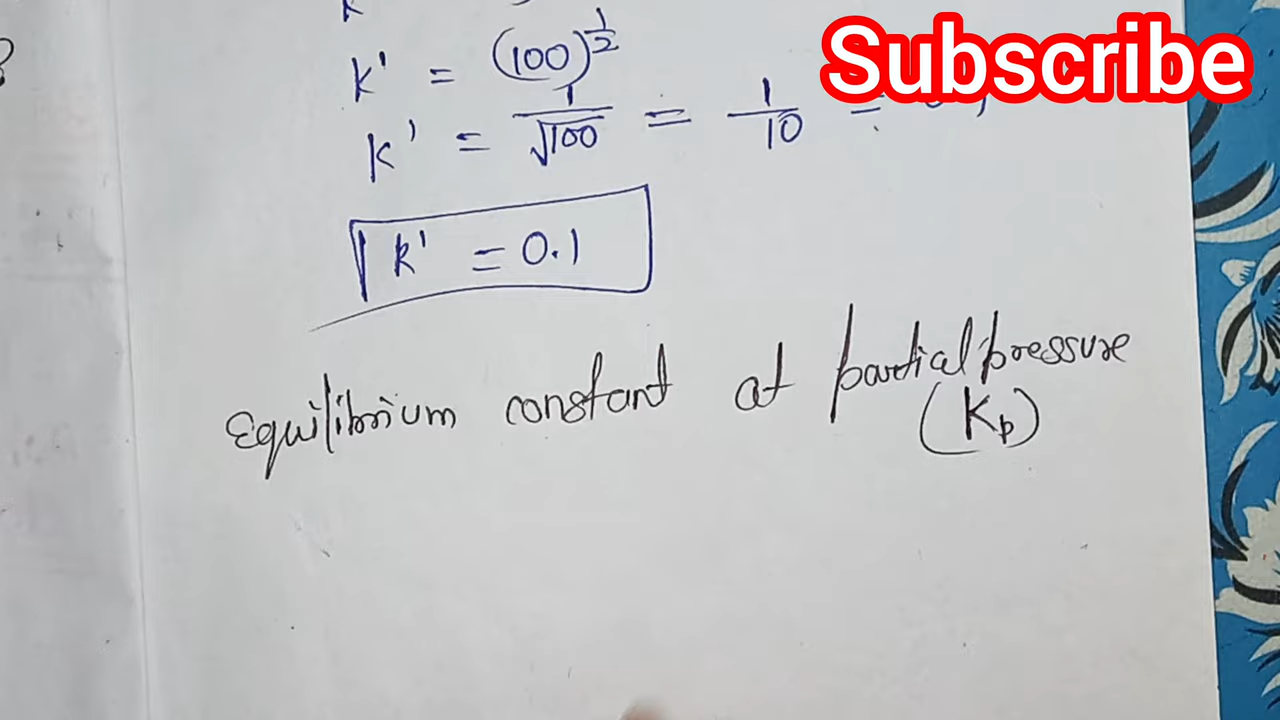 Subscribe
K' = (100)^{1/2}
K' = 1/√100 = 1/10 =
K' = 0.1
Equilibrium constant at partial pressure
(Kp)